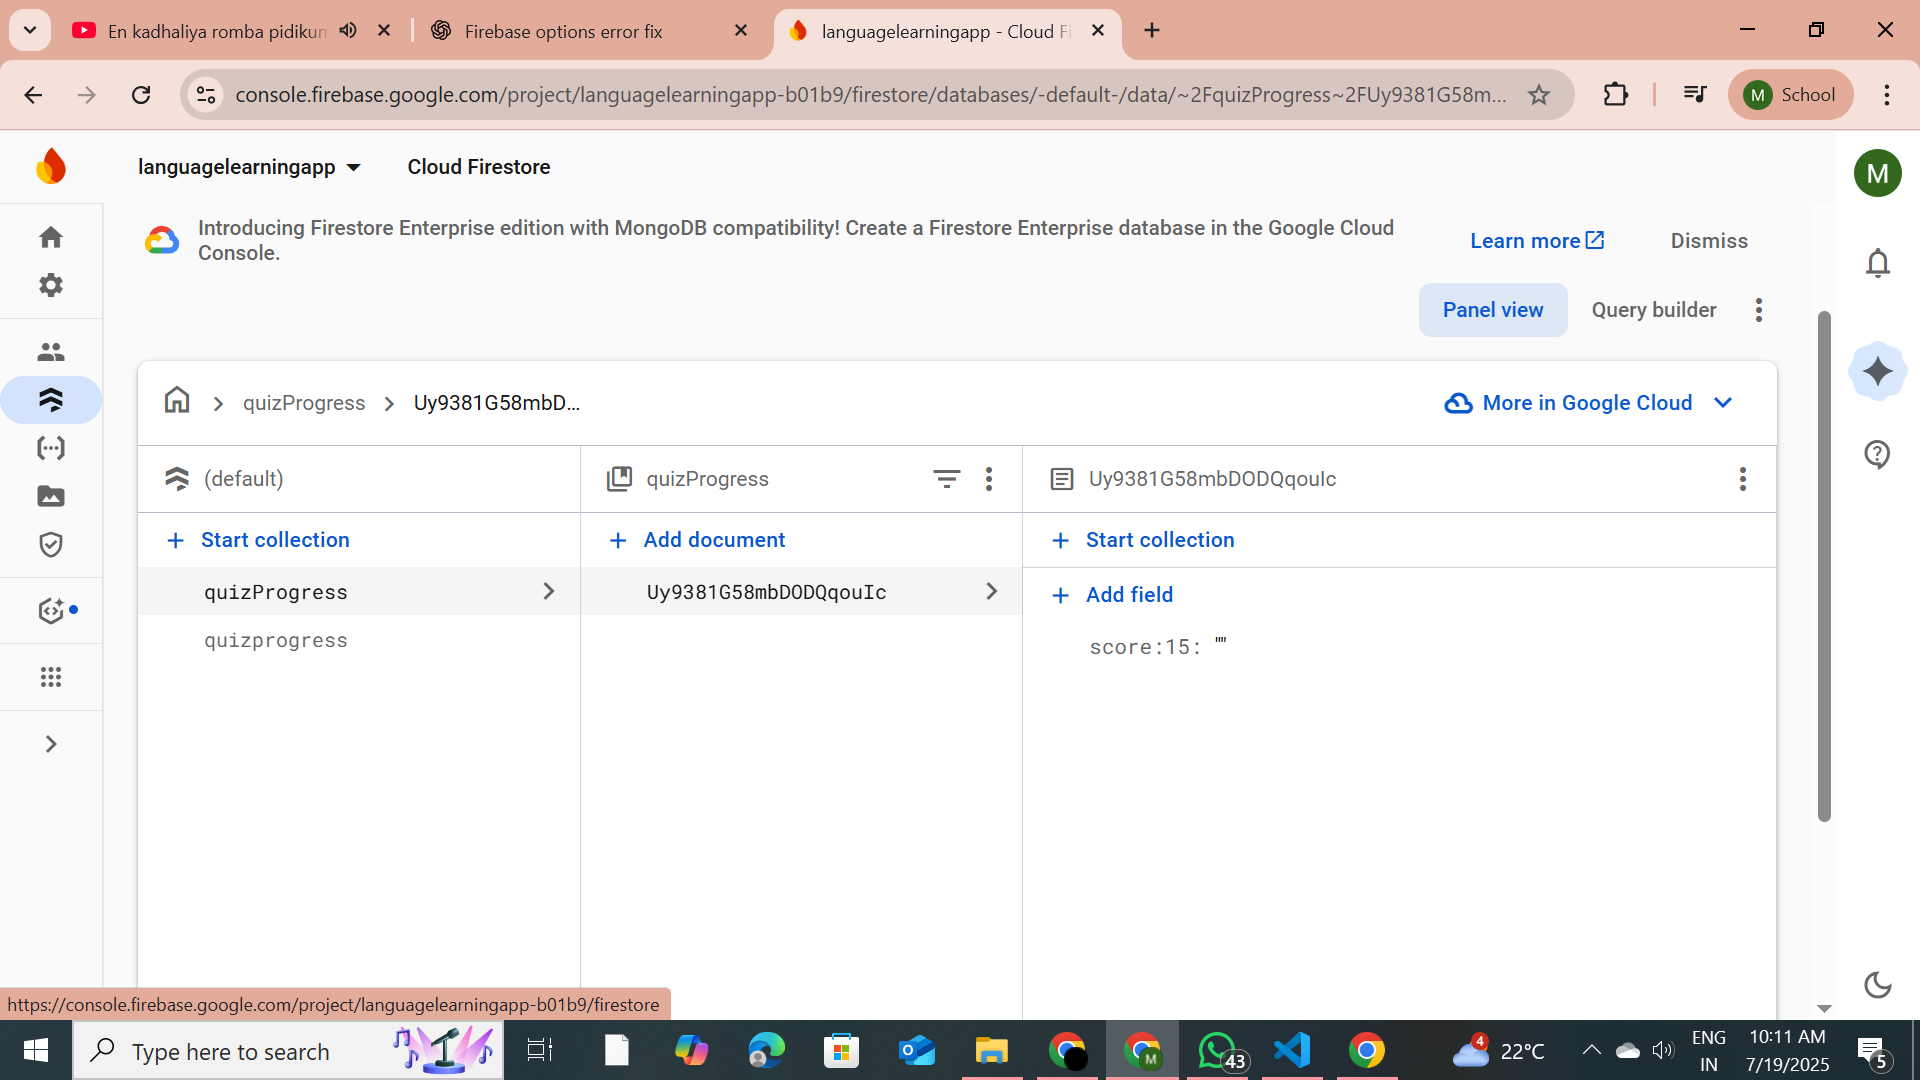 En kadhaliya romba pidikum
Firebase options error fix
languagelearningapp - Cloud Fi
console.firebase.google.com/project/languagelearningapp-b01b9/firestore/databases/-default-/data/~2FquizProgress~2FUy9381G58m...
M School
languagelearningapp
Cloud Firestore
M
Introducing Firestore Enterprise edition with MongoDB compatibility! Create a Firestore Enterprise database in the Google Cloud
Console.
Learn more
Dismiss
Panel view
Query builder
quizProgress
Uy9381G58mbD...
More in Google Cloud
(default)
quizProgress
Uy9381G58mbDODQqouIc
+ Start collection
+ Add document
+ Start collection
quizProgress
Uy9381G58mbDODQqouIc
+ Add field
quizprogress
score:15: ""
https://console.firebase.google.com/project/languagelearningapp-b01b9/firestore
Type here to search
M
43
4
22°C
ENG
IN
10:11 AM
7/19/2025
5